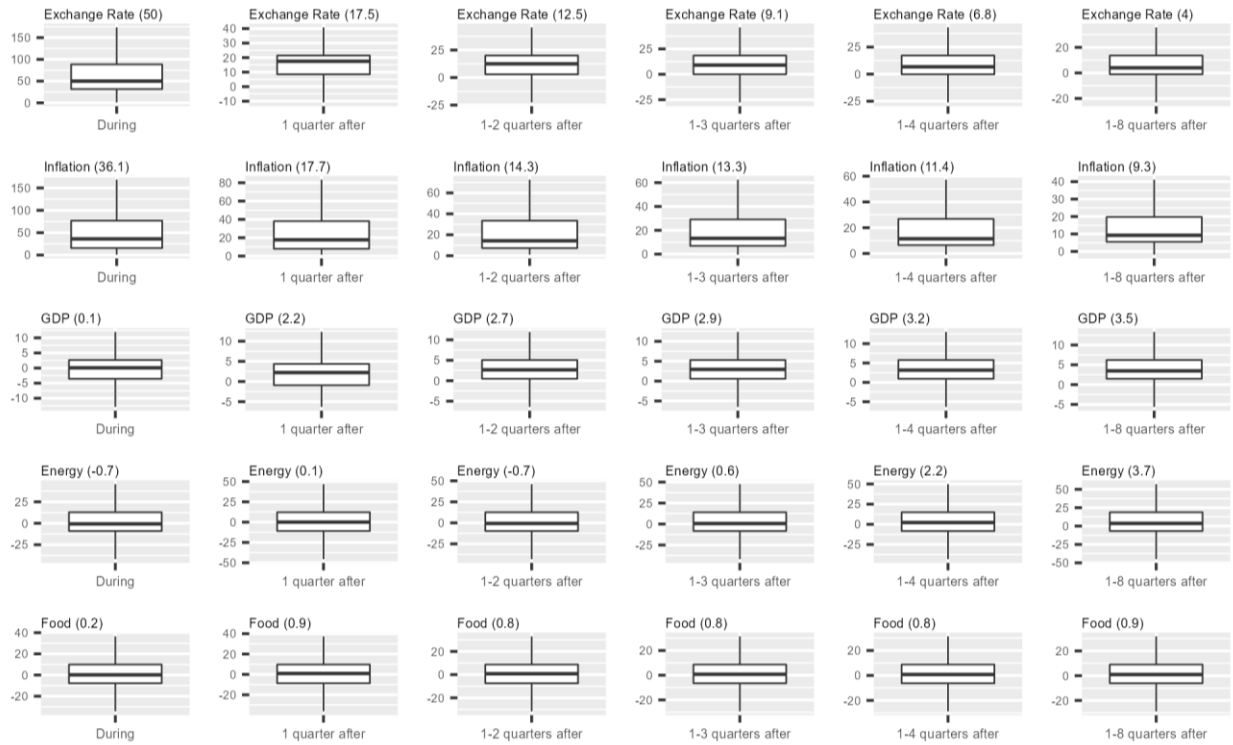 Exchange Rate (50) Exchange Rate (17.5) Exchange Rate (12.5) Exchange Rate (9.1) Exchange Rate (6.8) Exchange Rate (4)
150 100 50 0
40 30 20 10 0 -10
25 0 -25
25 0 -25
25 0 -25
20 0 -20
During 1 quarter after 1-2 quarters after 1-3 quarters after 1-4 quarters after 1-8 quarters after
Inflation (36.1) Inflation (17.7) Inflation (14.3) Inflation (13.3) Inflation (11.4) Inflation (9.3)
150 100 50 0
80 60 40 20 0
60 40 20 0
60 40 20 0
60 40 20 0
40 30 20 10 0
During 1 quarter after 1-2 quarters after 1-3 quarters after 1-4 quarters after 1-8 quarters after
GDP (0.1) GDP (2.2) GDP (2.7) GDP (2.9) GDP (3.2) GDP (3.5)
10 5 0 -5 -10
10 5 0 -5
10 5 0 -5
10 5 0 -5
10 5 0 -5
10 5 0 -5
During 1 quarter after 1-2 quarters after 1-3 quarters after 1-4 quarters after 1-8 quarters after
Energy (-0.7) Energy (0.1) Energy (-0.7) Energy (0.6) Energy (2.2) Energy (3.7)
25 0 -25
50 25 0 -25 -50
50 25 0 -25
50 25 0 -25
50 25 0 -25
50 25 0 -25 -50
During 1 quarter after 1-2 quarters after 1-3 quarters after 1-4 quarters after 1-8 quarters after
Food (0.2) Food (0.9) Food (0.8) Food (0.8) Food (0.8) Food (0.9)
40 20 0 -20
40 20 0 -20
20 0 -20
20 0 -20
20 0 -20
20 0 -20
During 1 quarter after 1-2 quarters after 1-3 quarters after 1-4 quarters after 1-8 quarters after